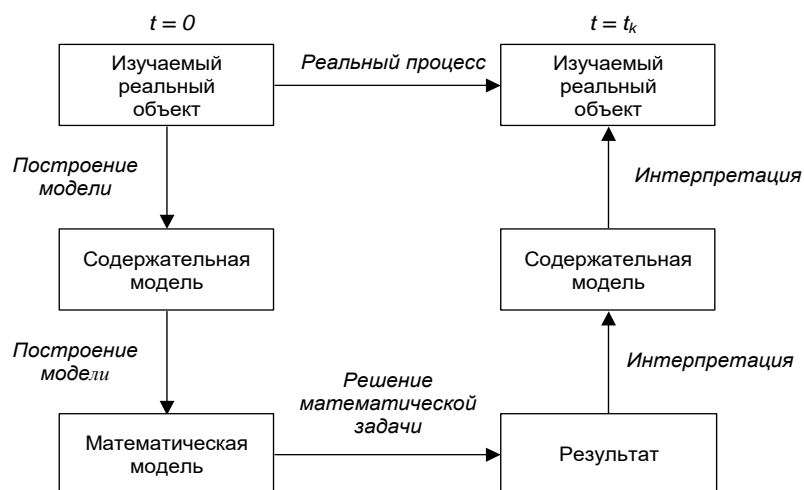 t = 0
t = tₖ
Изучаемый
реальный
объект
Реальный процесс
Изучаемый
реальный
объект
Построение
модели
Интерпретация
Содержательная
модель
Содержательная
модель
Построение
модели
Интерпретация
Решение
математической
задачи
Математическая
модель
Результат